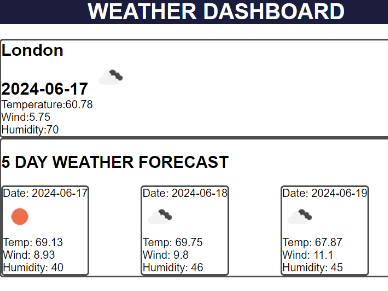 WEATHER DASHBOARD
London
2024-06-17
Temperature:60.78
Wind:5.75
Humidity:70
5 DAY WEATHER FORECAST
Date: 2024-06-17
Temp: 69.13
Wind: 8.93
Humidity: 40
Date: 2024-06-18
Temp: 69.75
Wind: 9.8
Humidity: 46
Date: 2024-06-19
Temp: 67.87
Wind: 11.1
Humidity: 45